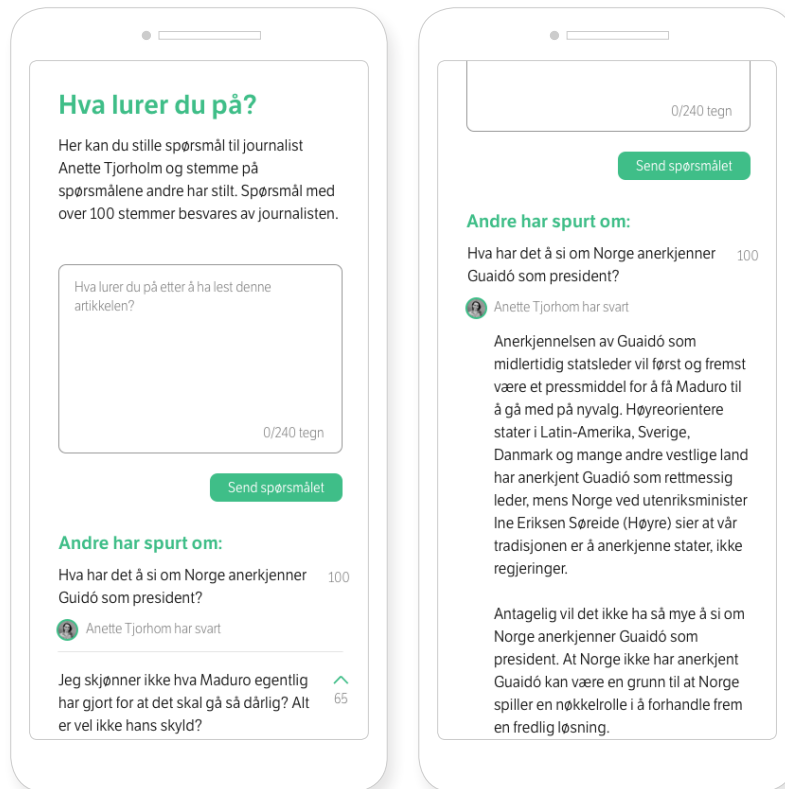 Hva lurer du på?
Her kan du stille spørsmål til journalist
Anette Tjorholm og stemme på
spørsmålene andre har stilt. Spørsmål med
over 100 stemmer besvares av journalisten.
Hva lurer du på etter å ha lest denne
artikkelen?
0/240 tegn
Send spørsmålet
Andre har spurt om:
Hva har det å si om Norge anerkjenner 100
Guidó som president?
Anette Tjorhom har svart
Jeg skjønner ikke hva Maduro egentlig
har gjort for at det skal gå så dårlig? Alt 65
er vel ikke hans skyld?
0/240 tegn
Send spørsmålet
Andre har spurt om:
Hva har det å si om Norge anerkjenner 100
Guaidó som president?
Anette Tjorhom har svart
Anerkjennelsen av Guaidó som
midlertidig statsleder vil først og fremst
være et pressmiddel for å få Maduro til
å gå med på nyvalg. Høyreorientere
stater i Latin-Amerika, Sverige,
Danmark og mange andre vestlige land
har anerkjent Guadió som rettmessig
leder, mens Norge ved utenriksminister
Ine Eriksen Søreide (Høyre) sier at vår
tradisjonen er å anerkjenne stater, ikke
regjeringer.
Antagelig vil det ikke ha så mye å si om
Norge anerkjenner Guaidó som
president. At Norge ikke har anerkjent
Guaidó kan være en grunn til at Norge
spiller en nøkkelrolle i å forhandle frem
en fredlig løsning.